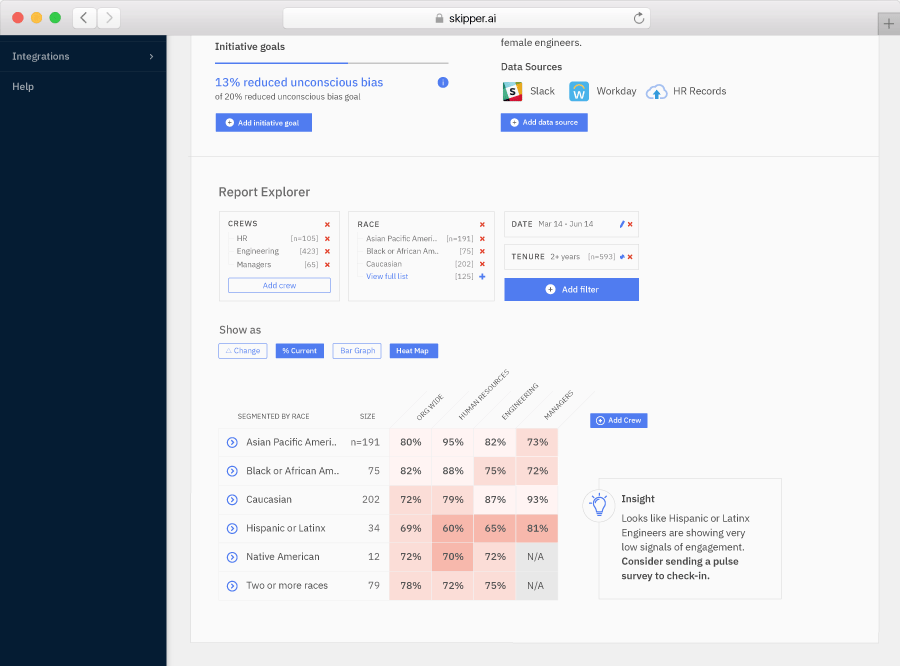 skipper.ai
Integrations
Help
Initiative goals
13% reduced unconscious bias
of 20% reduced unconscious bias goal
Add initiative goal
female engineers.
Data Sources
Slack
Workday
HR Records
Add data source
Report Explorer
CREWS
HR [n=105]
Engineering [423]
Managers [65]
Add crew
RACE
Asian Pacific Ameri.. [n=191]
Black or African Am.. [75]
Caucasian [202]
View full list [125]
DATE Mar 14 - Jun 14
TENURE 2+ years [n=593]
Add filter
Show as
△ Change
% Current
Bar Graph
Heat Map
SEGMENTED BY RACE SIZE ORG WIDE HUMAN RESOURCES ENGINEERING MANAGERS
Add Crew
Asian Pacific Ameri.. n=191 80% 95% 82% 73%
Black or African Am.. 75 82% 88% 75% 72%
Caucasian 202 72% 79% 87% 93%
Hispanic or Latinx 34 69% 60% 65% 81%
Native American 12 72% 70% 72% N/A
Two or more races 79 78% 72% 75% N/A
Insight
Looks like Hispanic or Latinx
Engineers are showing very
low signals of engagement.
Consider sending a pulse
survey to check-in.